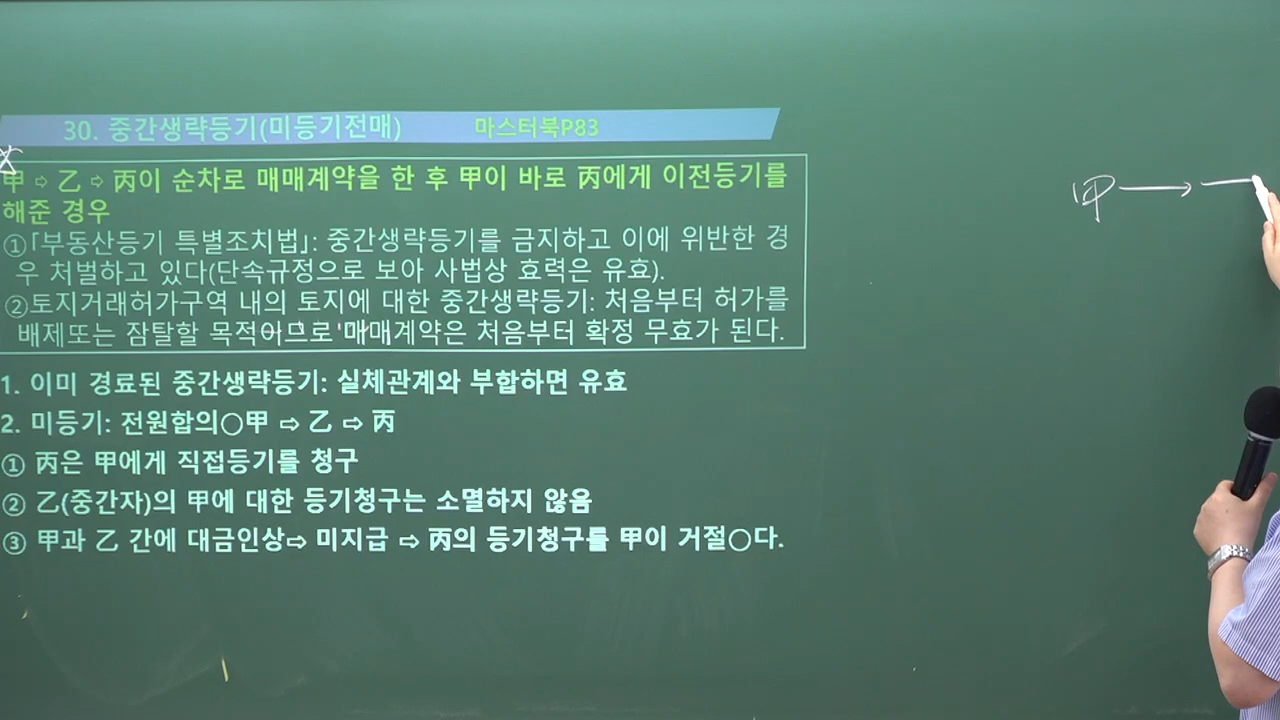 30. 중간생략등기(미등기전매) 마스터북P83
甲 ⇨ 乙 ⇨ 丙이 순차로 매매계약을 한 후 甲이 바로 丙에게 이전등기를
해준 경우
①「부동산등기 특별조치법」: 중간생략등기를 금지하고 이에 위반한 경
우 처벌하고 있다(단속규정으로 보아 사법상 효력은 유효).
②토지거래허가구역 내의 토지에 대한 중간생략등기: 처음부터 허가를
배제또는 잠탈할 목적이므로 매매계약은 처음부터 확정 무효가 된다.
1. 이미 경료된 중간생략등기: 실체관계와 부합하면 유효
2. 미등기: 전원합의○甲 ⇨ 乙 ⇨ 丙
① 丙은 甲에게 직접등기를 청구
② 乙(중간자)의 甲에 대한 등기청구는 소멸하지 않음
③ 甲과 乙 간에 대금인상⇨ 미지급 ⇨ 丙의 등기청구를 甲이 거절○다.
甲 →